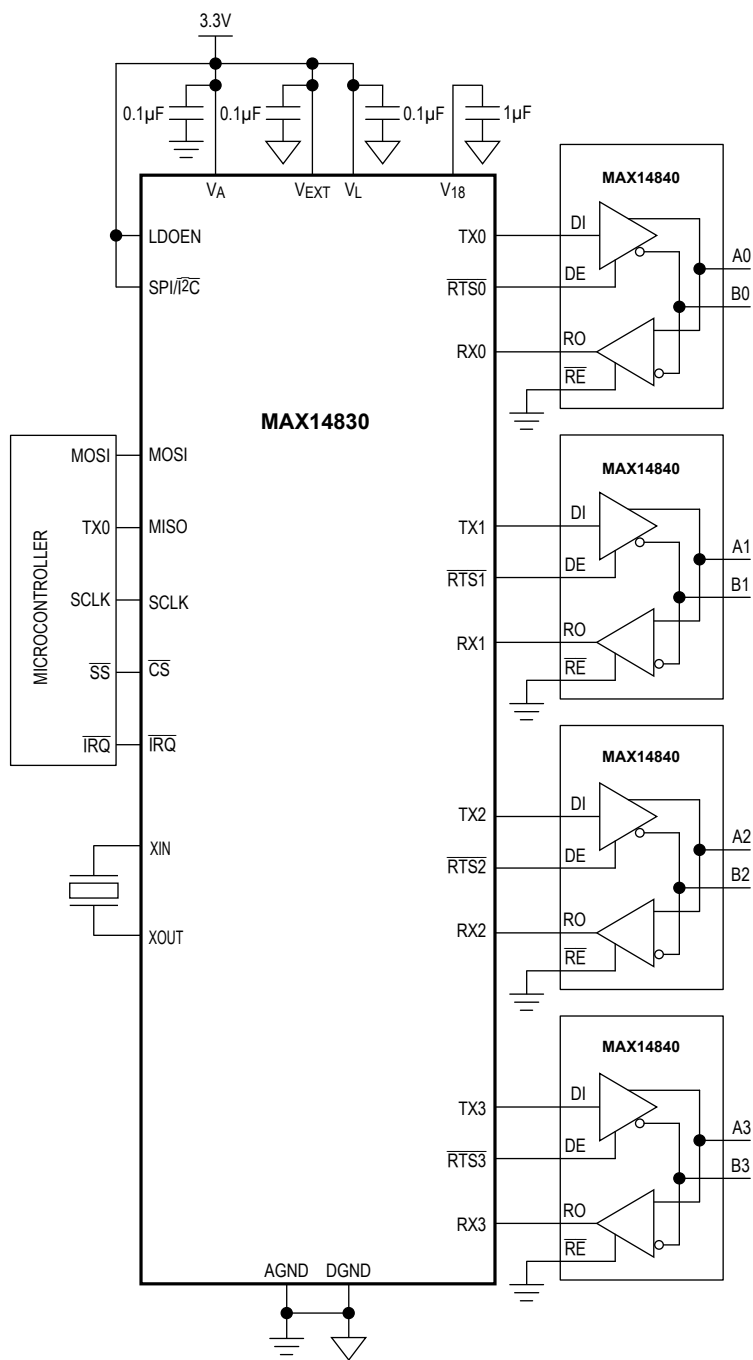 3.3V
0.1µF 0.1µF 0.1µF 1µF
VA VEXT VL V18
MAX14830
LDOEN
SPI/I2C
MICROCONTROLLER
MOSI MOSI
TX0 MISO
SCLK SCLK
SS CS
IRQ IRQ
XIN
XOUT
AGND DGND
TX0
RTS0
RX0
MAX14840
DI
DE
RO
RE
A0
B0
TX1
RTS1
RX1
MAX14840
DI
DE
RO
RE
A1
B1
TX2
RTS2
RX2
MAX14840
DI
DE
RO
RE
A2
B2
TX3
RTS3
RX3
MAX14840
DI
DE
RO
RE
A3
B3